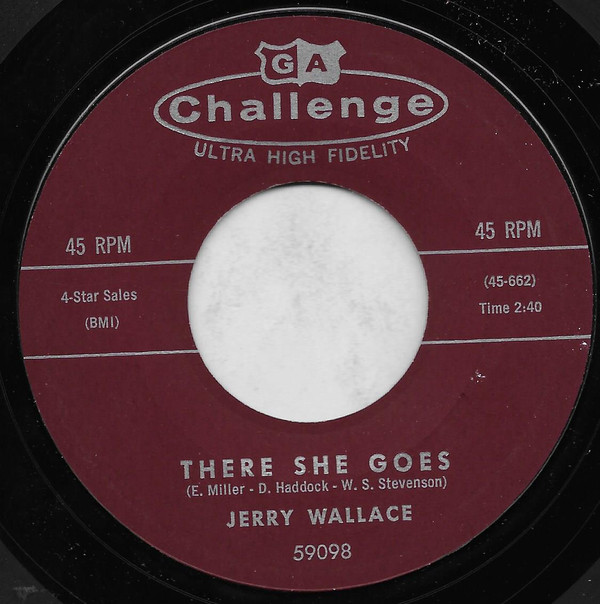 GA
Challenge
ULTRA HIGH FIDELITY
45 RPM
45 RPM
4-Star Sales
(BMI)
(45-662)
Time 2:40
THERE SHE GOES
(E. Miller - D. Haddock - W. S. Stevenson)
JERRY WALLACE
59098